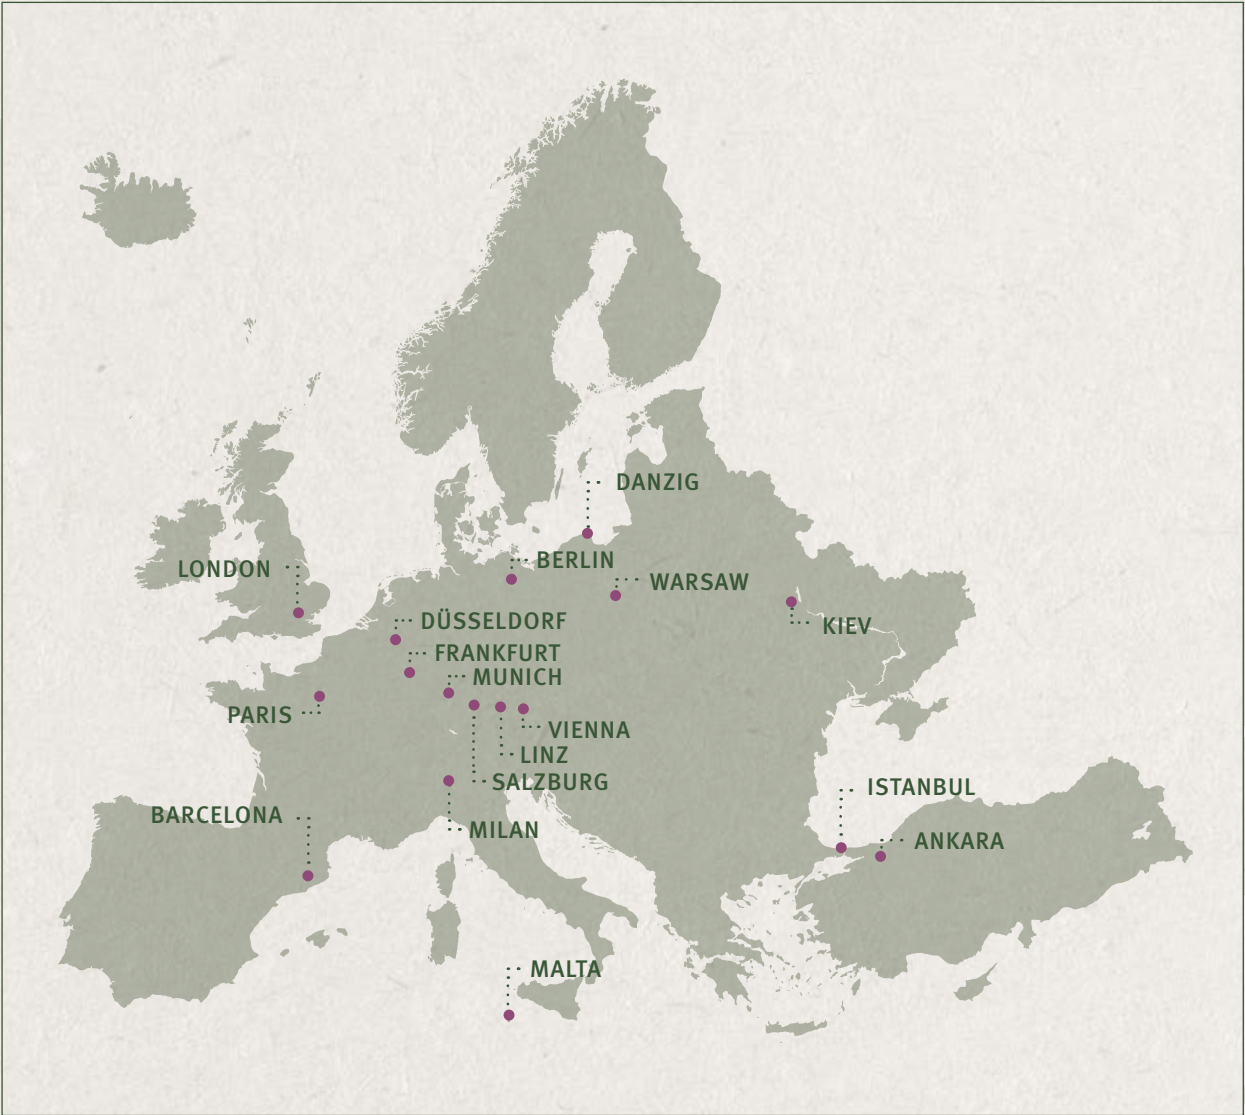 DANZIG
BERLIN
LONDON
WARSAW
DÜSSELDORF
KIEV
FRANKFURT
MUNICH
PARIS
VIENNA
LINZ
SALZBURG
ISTANBUL
BARCELONA
MILAN
ANKARA
MALTA